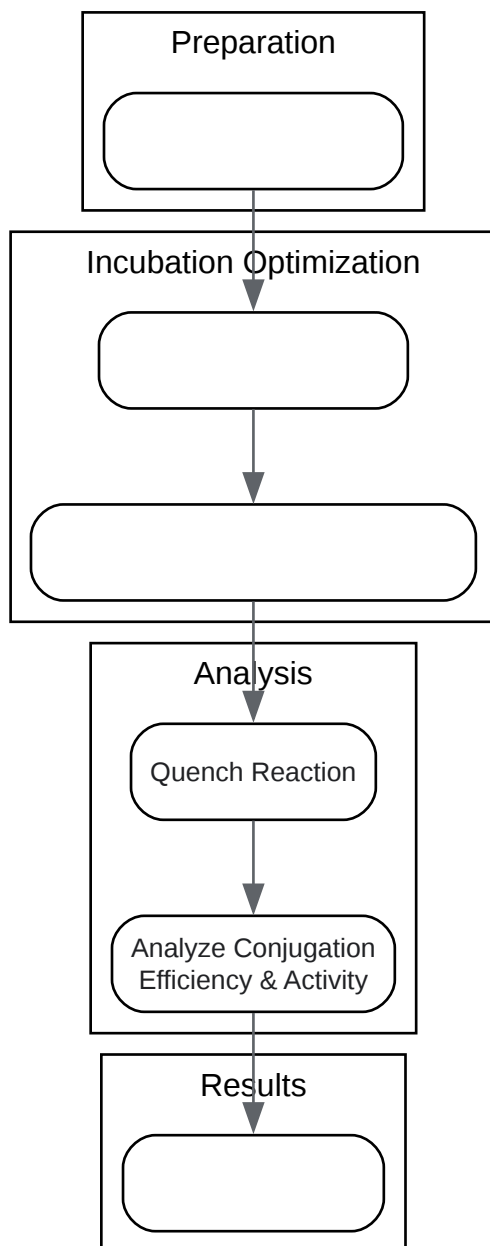 Preparation
Incubation Optimization
Analysis
Quench Reaction
Analyze Conjugation
Efficiency & Activity
Results